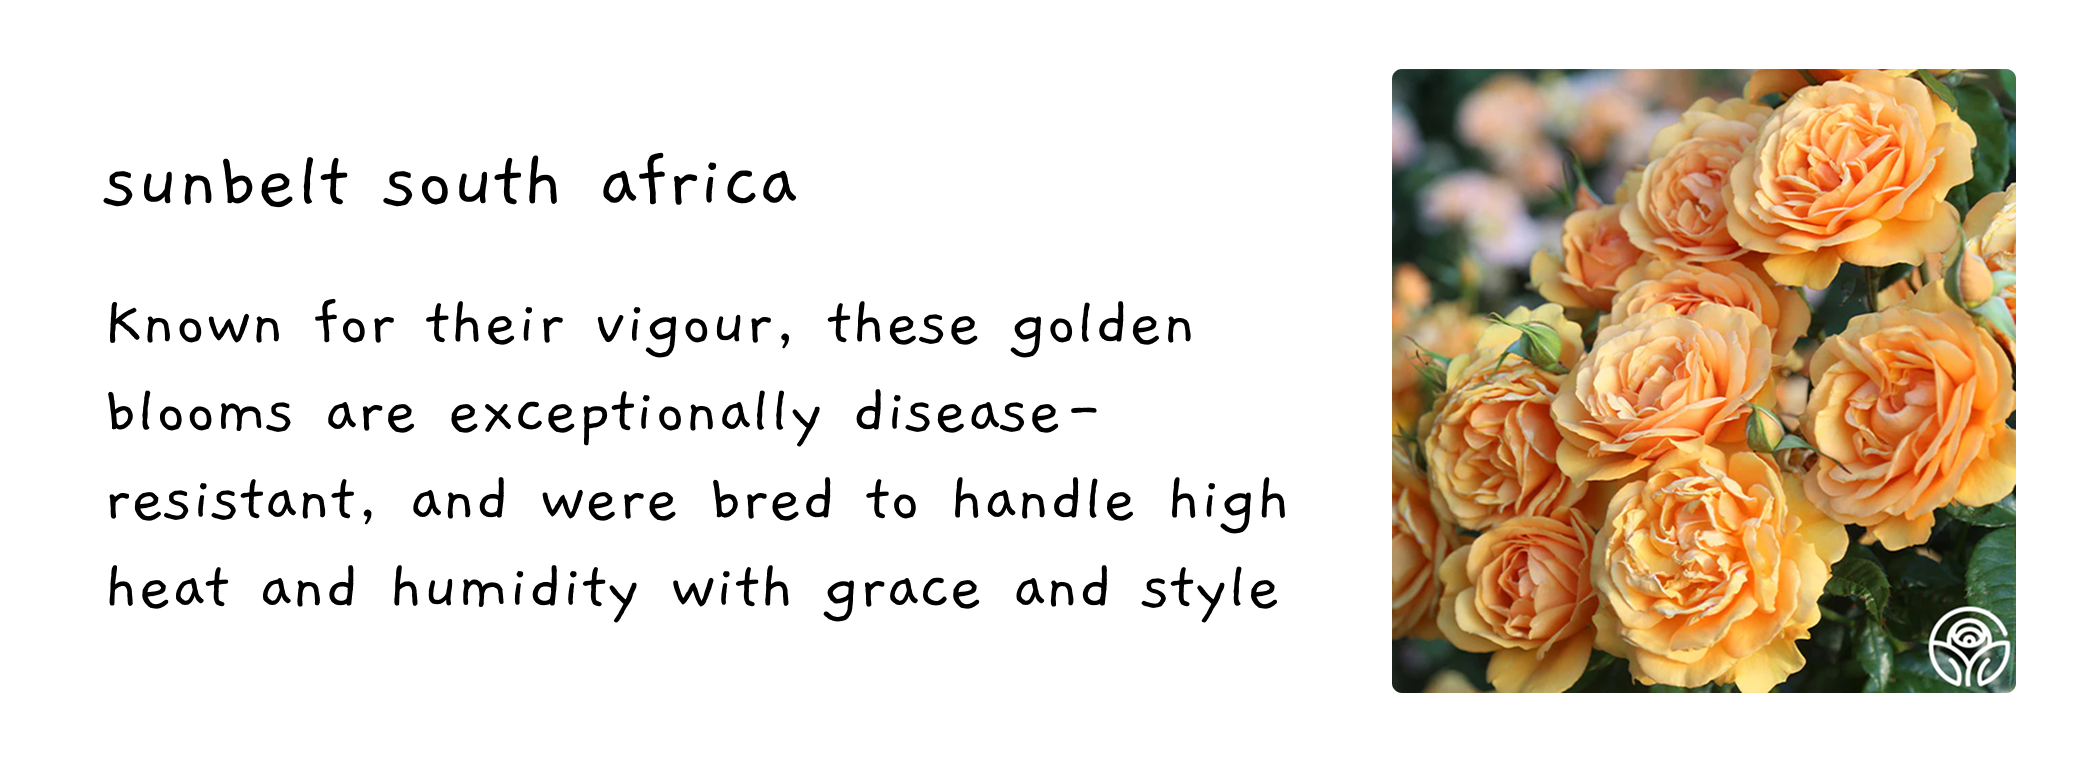 sunbelt south africa
Known for their vigour, these golden
blooms are exceptionally disease-
resistant, and were bred to handle high
heat and humidity with grace and style